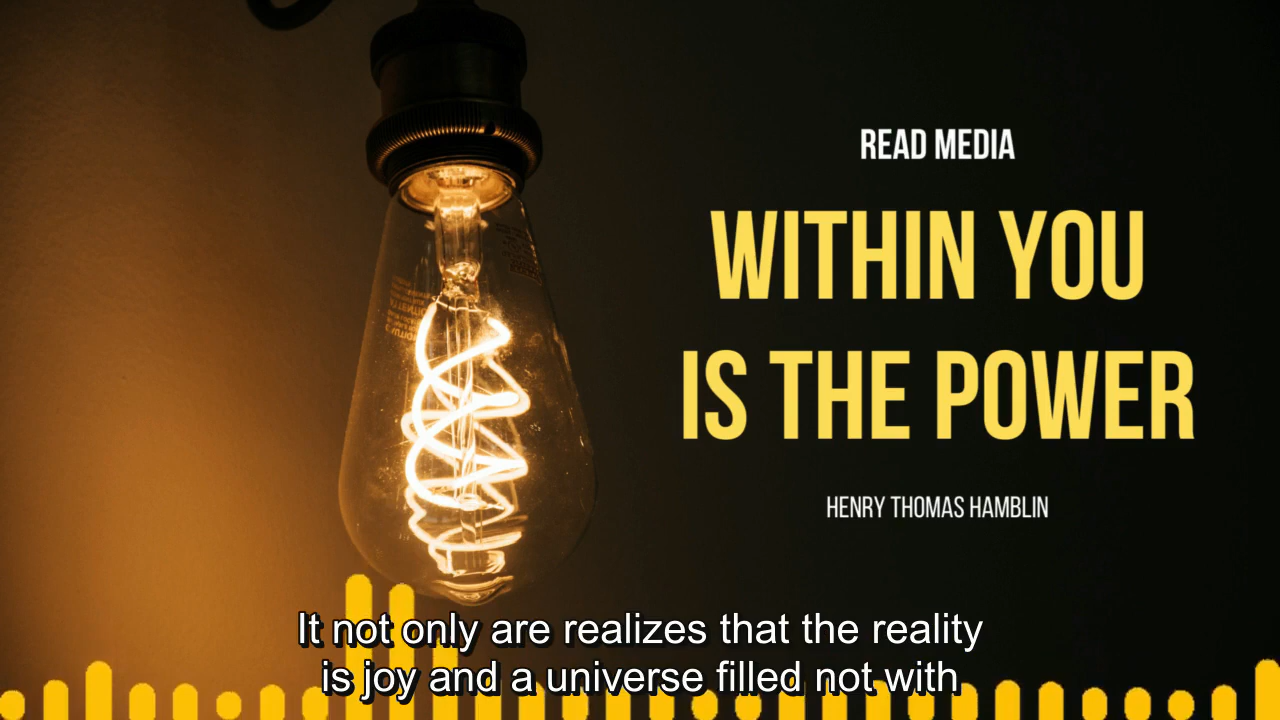 READ MEDIA
WITHIN YOU
IS THE POWER
HENRY THOMAS HAMBLIN
It not only are realizes that the reality
is joy and a universe filled not with